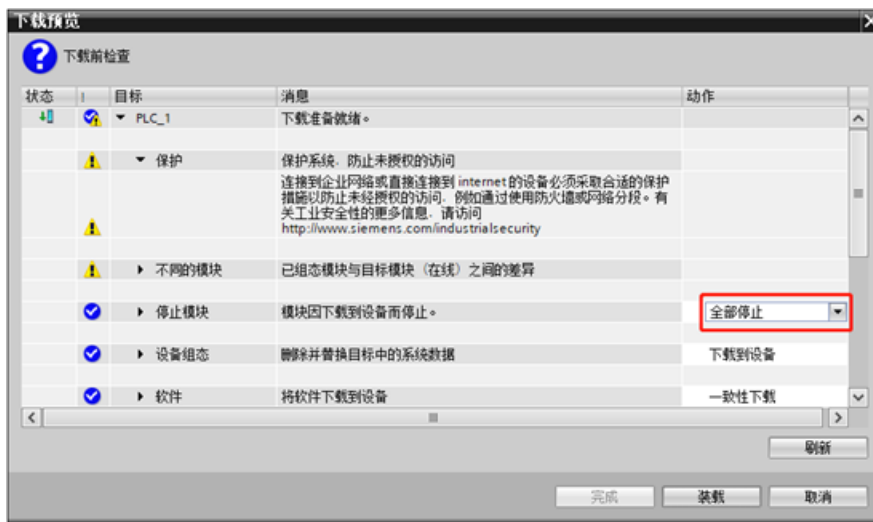 下载预览
下载前检查
状态 ! 目标 消息 动作
PLC_1 下载准备就绪。
保护 保护系统，防止未授权的访问
连接到企业网络或直接连接到 internet 的设备必须采取合适的保护
措施以防止未经授权的访问，例如通过使用防火墙或网络分段。有
关工业安全性的更多信息，请访问
http://www.siemens.com/industrialsecurity
不同的模块 已组态模块与目标模块（在线）之间的差异
停止模块 模块因下载到设备而停止。 全部停止
设备组态 删除并替换目标中的系统数据 下载到设备
软件 将软件下载到设备 一致性下载
刷新
完成 装载 取消